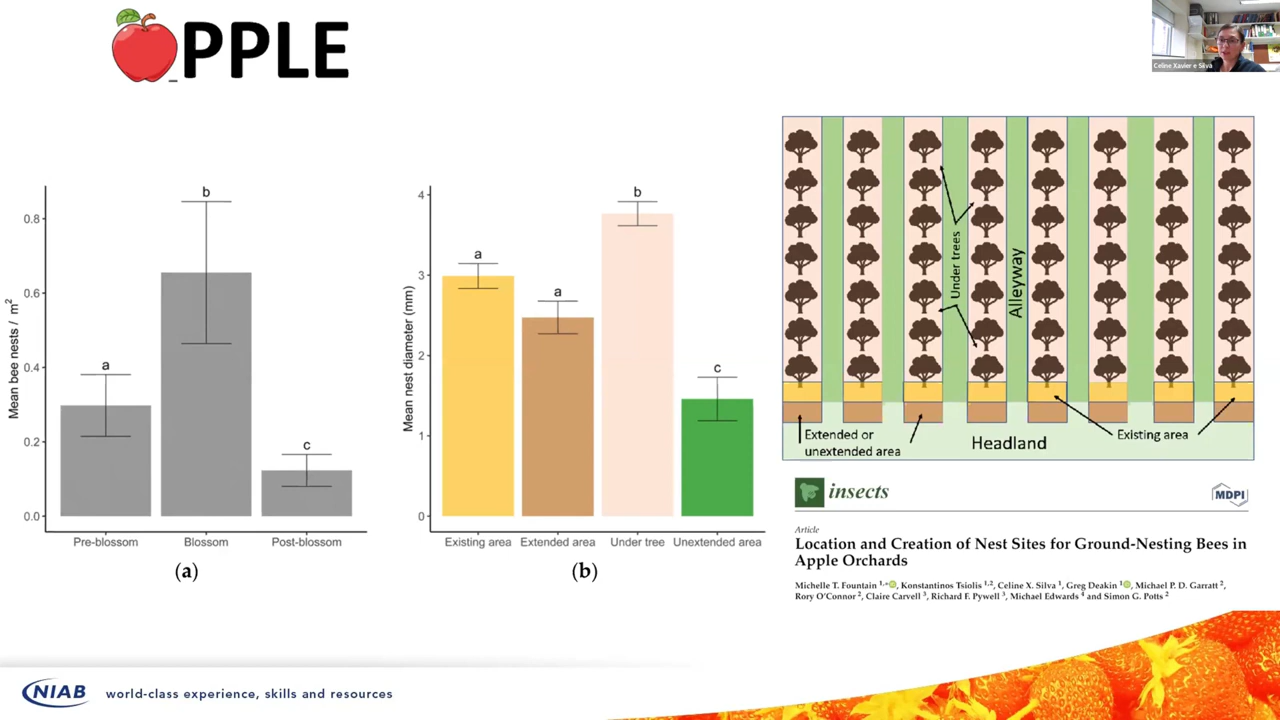 PPLE
Celine Xavier e Silva
Mean bee nests / m²
0.8
0.6
0.4
0.2
0.0
a
b
c
Pre-blossom
Blossom
Post-blossom
(a)
Mean nest diameter (mm)
4
3
2
1
0
a
a
b
c
Existing area
Extended area
Under tree
Unextended area
(b)
Under trees
Alleyway
Extended or
unextended area
Headland
Existing area
insects
MDPI
Article
Location and Creation of Nest Sites for Ground-Nesting Bees in
Apple Orchards
Michelle T. Fountain 1,*, Konstantinos Tsiolis 1,2, Celine X. Silva 1, Greg Deakin 1, Michael P. D. Garratt 2,
Rory O'Connor 2, Claire Carvell 3, Richard F. Pywell 3, Michael Edwards 4 and Simon G. Potts 2
NIAB
world-class experience, skills and resources